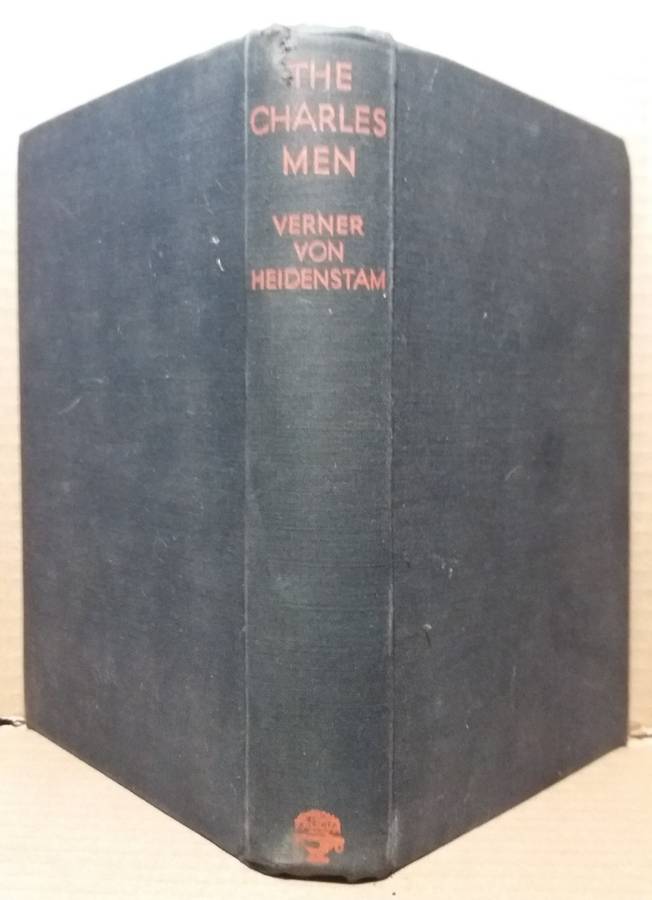 THE
CHARLES
MEN
VERNER
VON
HEIDENSTAM